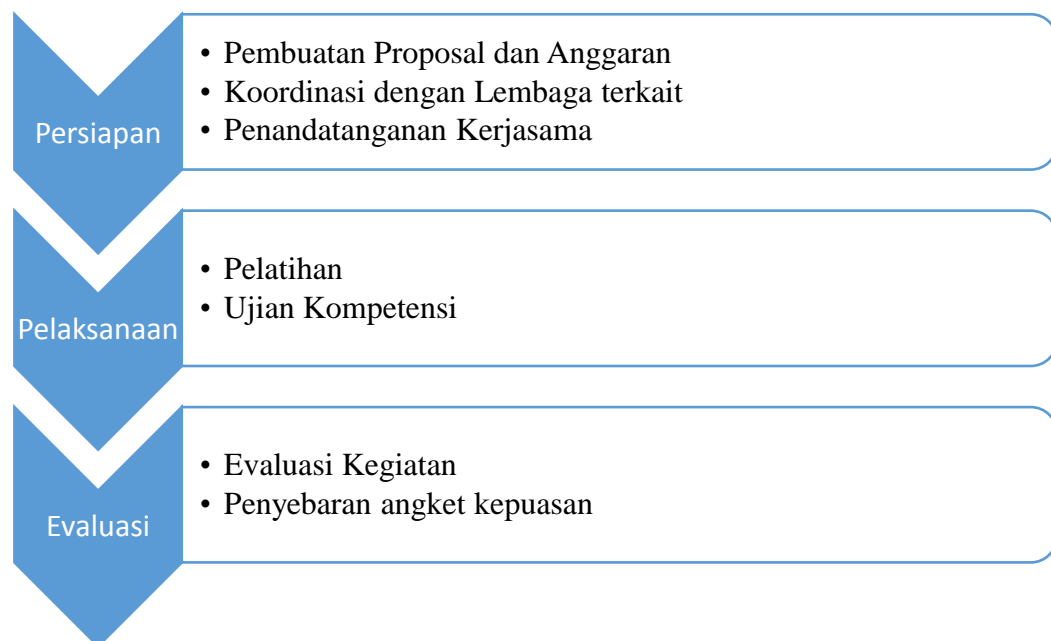 Persiapan
• Pembuatan Proposal dan Anggaran
• Koordinasi dengan Lembaga terkait
• Penandatanganan Kerjasama
Pelaksanaan
• Pelatihan
• Ujian Kompetensi
Evaluasi
• Evaluasi Kegiatan
• Penyebaran angket kepuasan